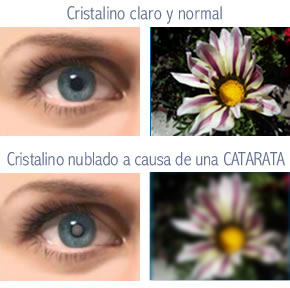 Cristalino claro y normal
Cristalino nublado a causa de una CATARATA